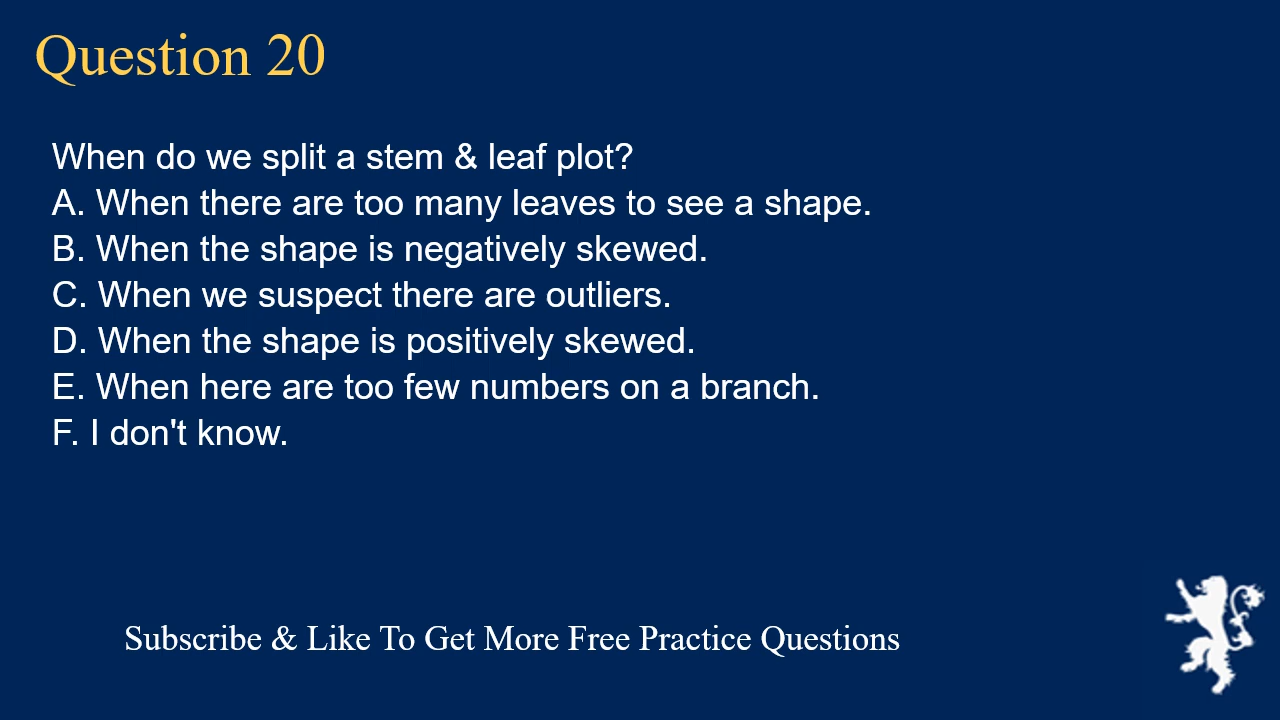 Question 20
When do we split a stem & leaf plot?
A. When there are too many leaves to see a shape.
B. When the shape is negatively skewed.
C. When we suspect there are outliers.
D. When the shape is positively skewed.
E. When here are too few numbers on a branch.
F. I don't know.
Subscribe & Like To Get More Free Practice Questions